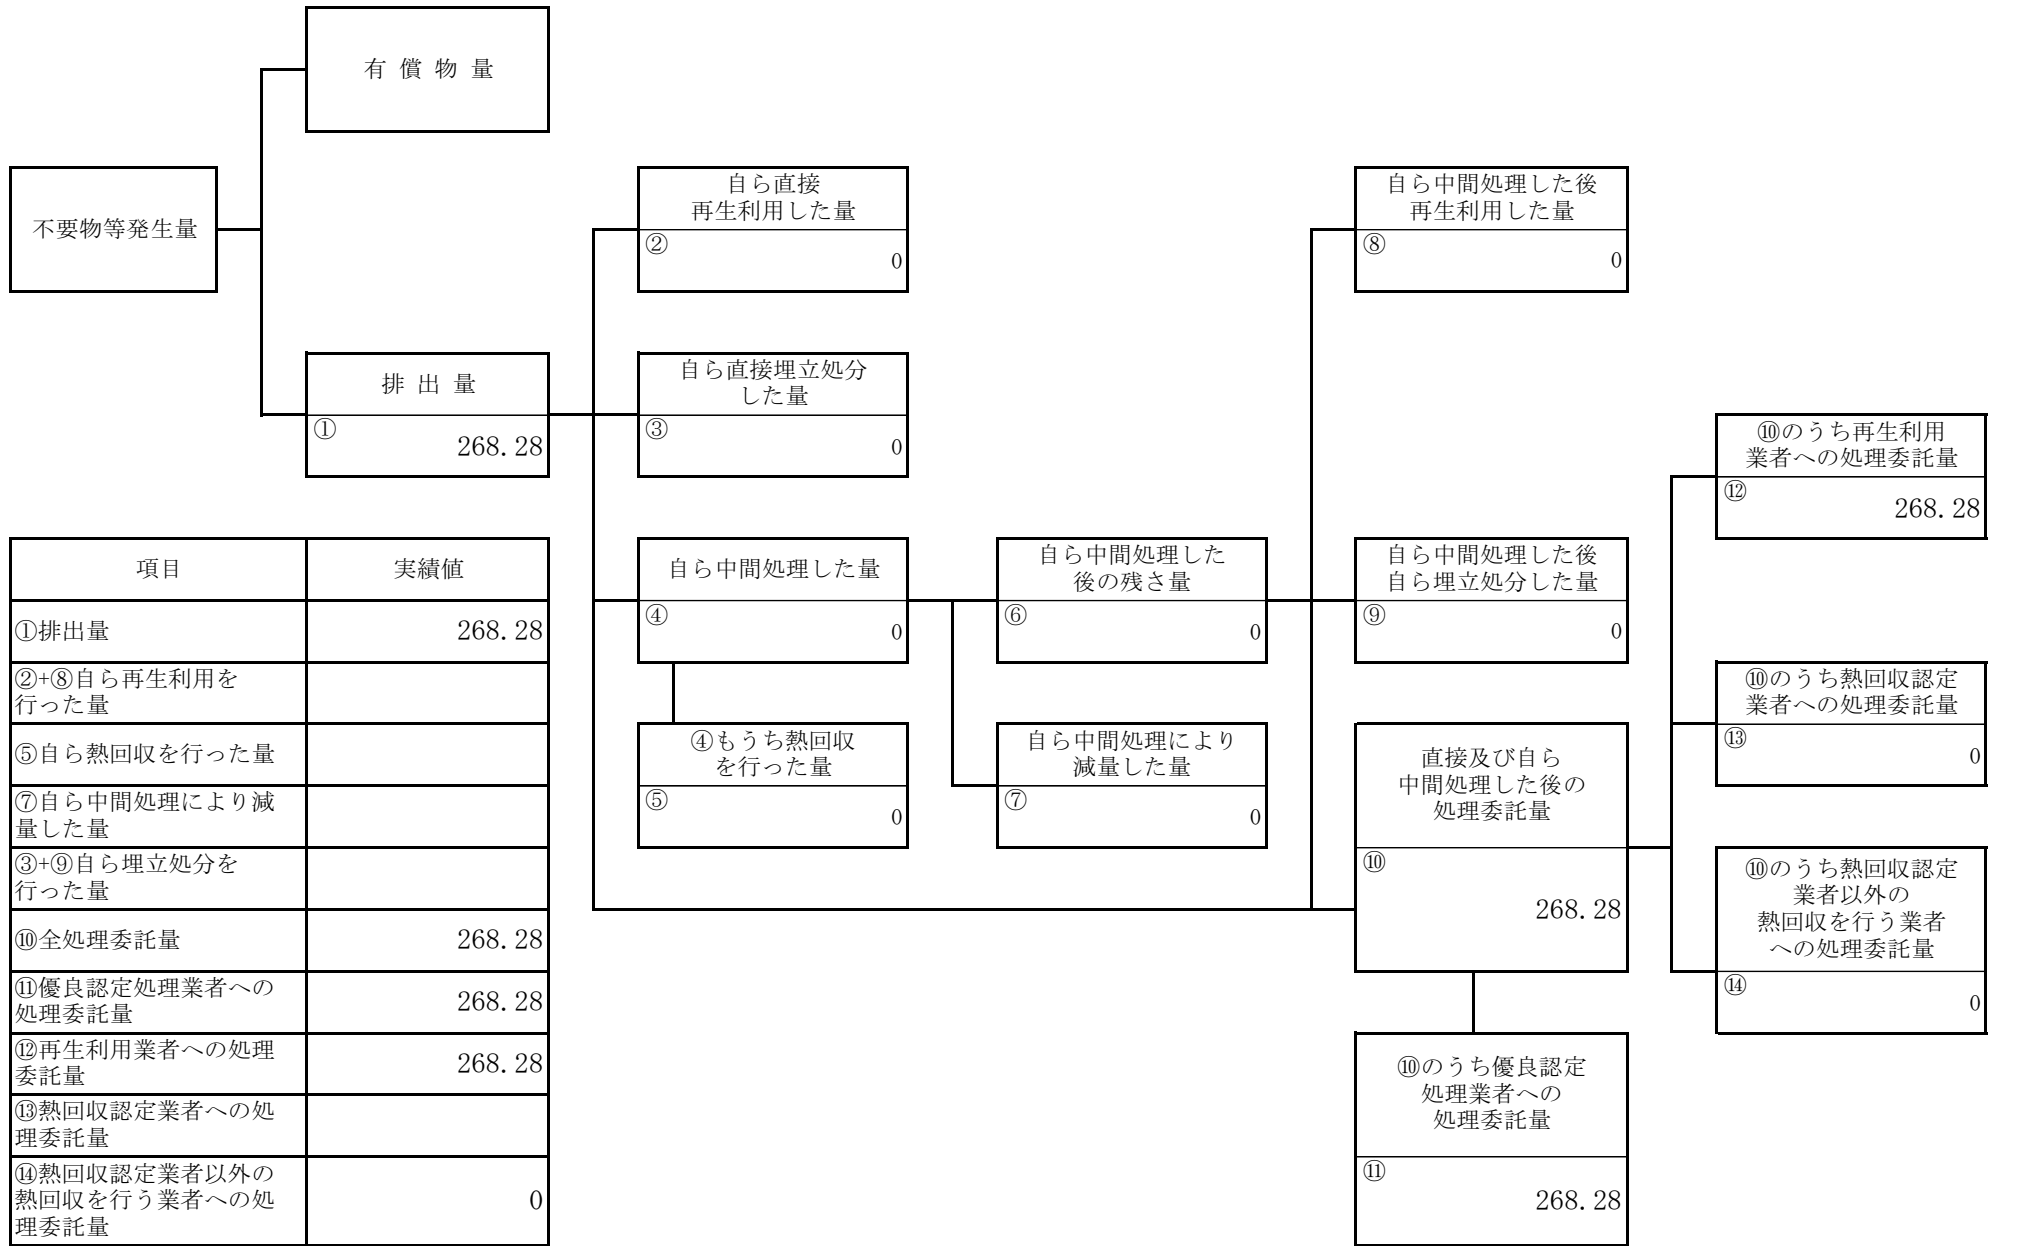 有 償 物 量
不要物等発生量
排 出 量
①
268.28
自ら直接
再生利用した量
②
0
自ら直接埋立処分
した量
③
0
自ら中間処理した量
④
0
④もうち熱回収
を行った量
⑤
0
自ら中間処理した
後の残さ量
⑥
0
自ら中間処理により
減量した量
⑦
0
自ら中間処理した後
再生利用した量
⑧
0
自ら中間処理した後
自ら埋立処分した量
⑨
0
直接及び自ら
中間処理した後の
処理委託量
⑩
268.28
⑩のうち優良認定
処理業者への
処理委託量
⑪
268.28
⑩のうち再生利用
業者への処理委託量
⑫
268.28
⑩のうち熱回収認定
業者への処理委託量
⑬
0
⑩のうち熱回収認定
業者以外の
熱回収を行う業者
への処理委託量
⑭
0
項目 実績値
①排出量 268.28
②+⑧自ら再生利用を
行った量
⑤自ら熱回収を行った量
⑦自ら中間処理により減
量した量
③+⑨自ら埋立処分を
行った量
⑩全処理委託量 268.28
⑪優良認定処理業者への
処理委託量
268.28
⑫再生利用業者への処理
委託量
268.28
⑬熱回収認定業者への処
理委託量
⑭熱回収認定業者以外の
熱回収を行う業者への処
理委託量
0